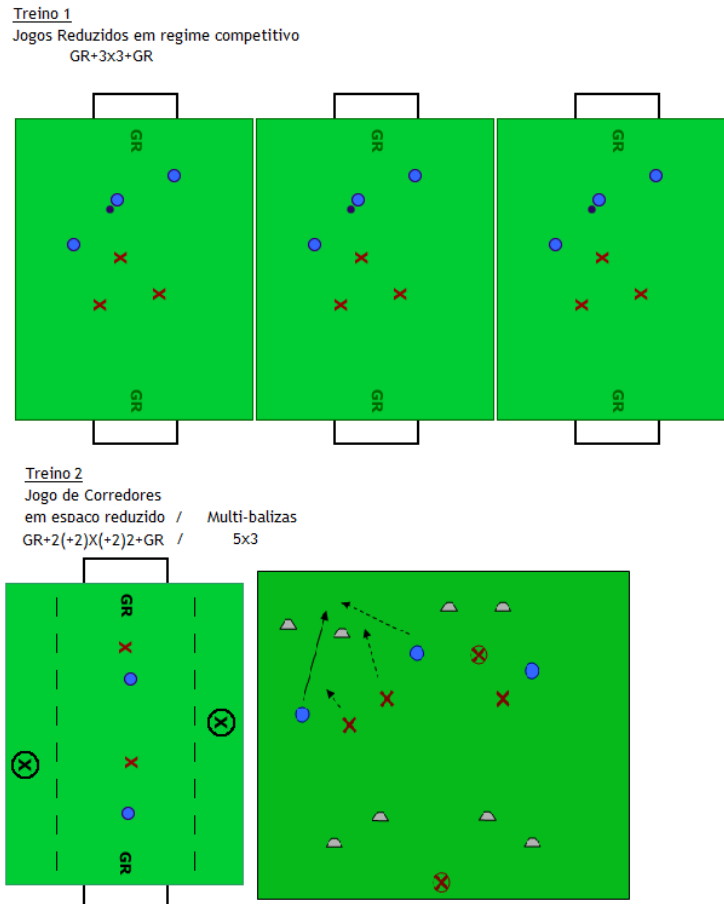 Treino 1
Jogos Reduzidos em regime competitivo
GR+3x3+GR
GR GR GR
X X X
X X X
X X X
GR GR GR
Treino 2
Jogo de Corredores
em espaco reduzido / Multi-balizas
GR+2(+2)X(+2)2+GR / 5x3
GR
X X
X X X
X X
X
GR
X